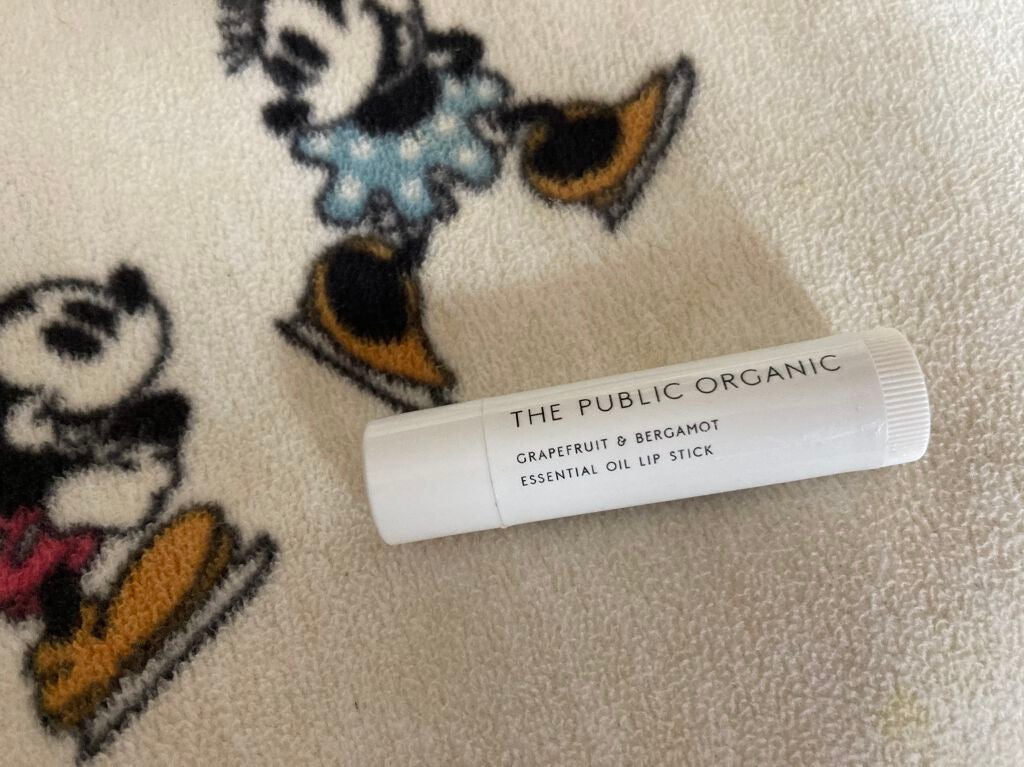 THE PUBLIC ORGANIC
GRAPEFRUIT & BERGAMOT
ESSENTIAL OIL LIP STICK